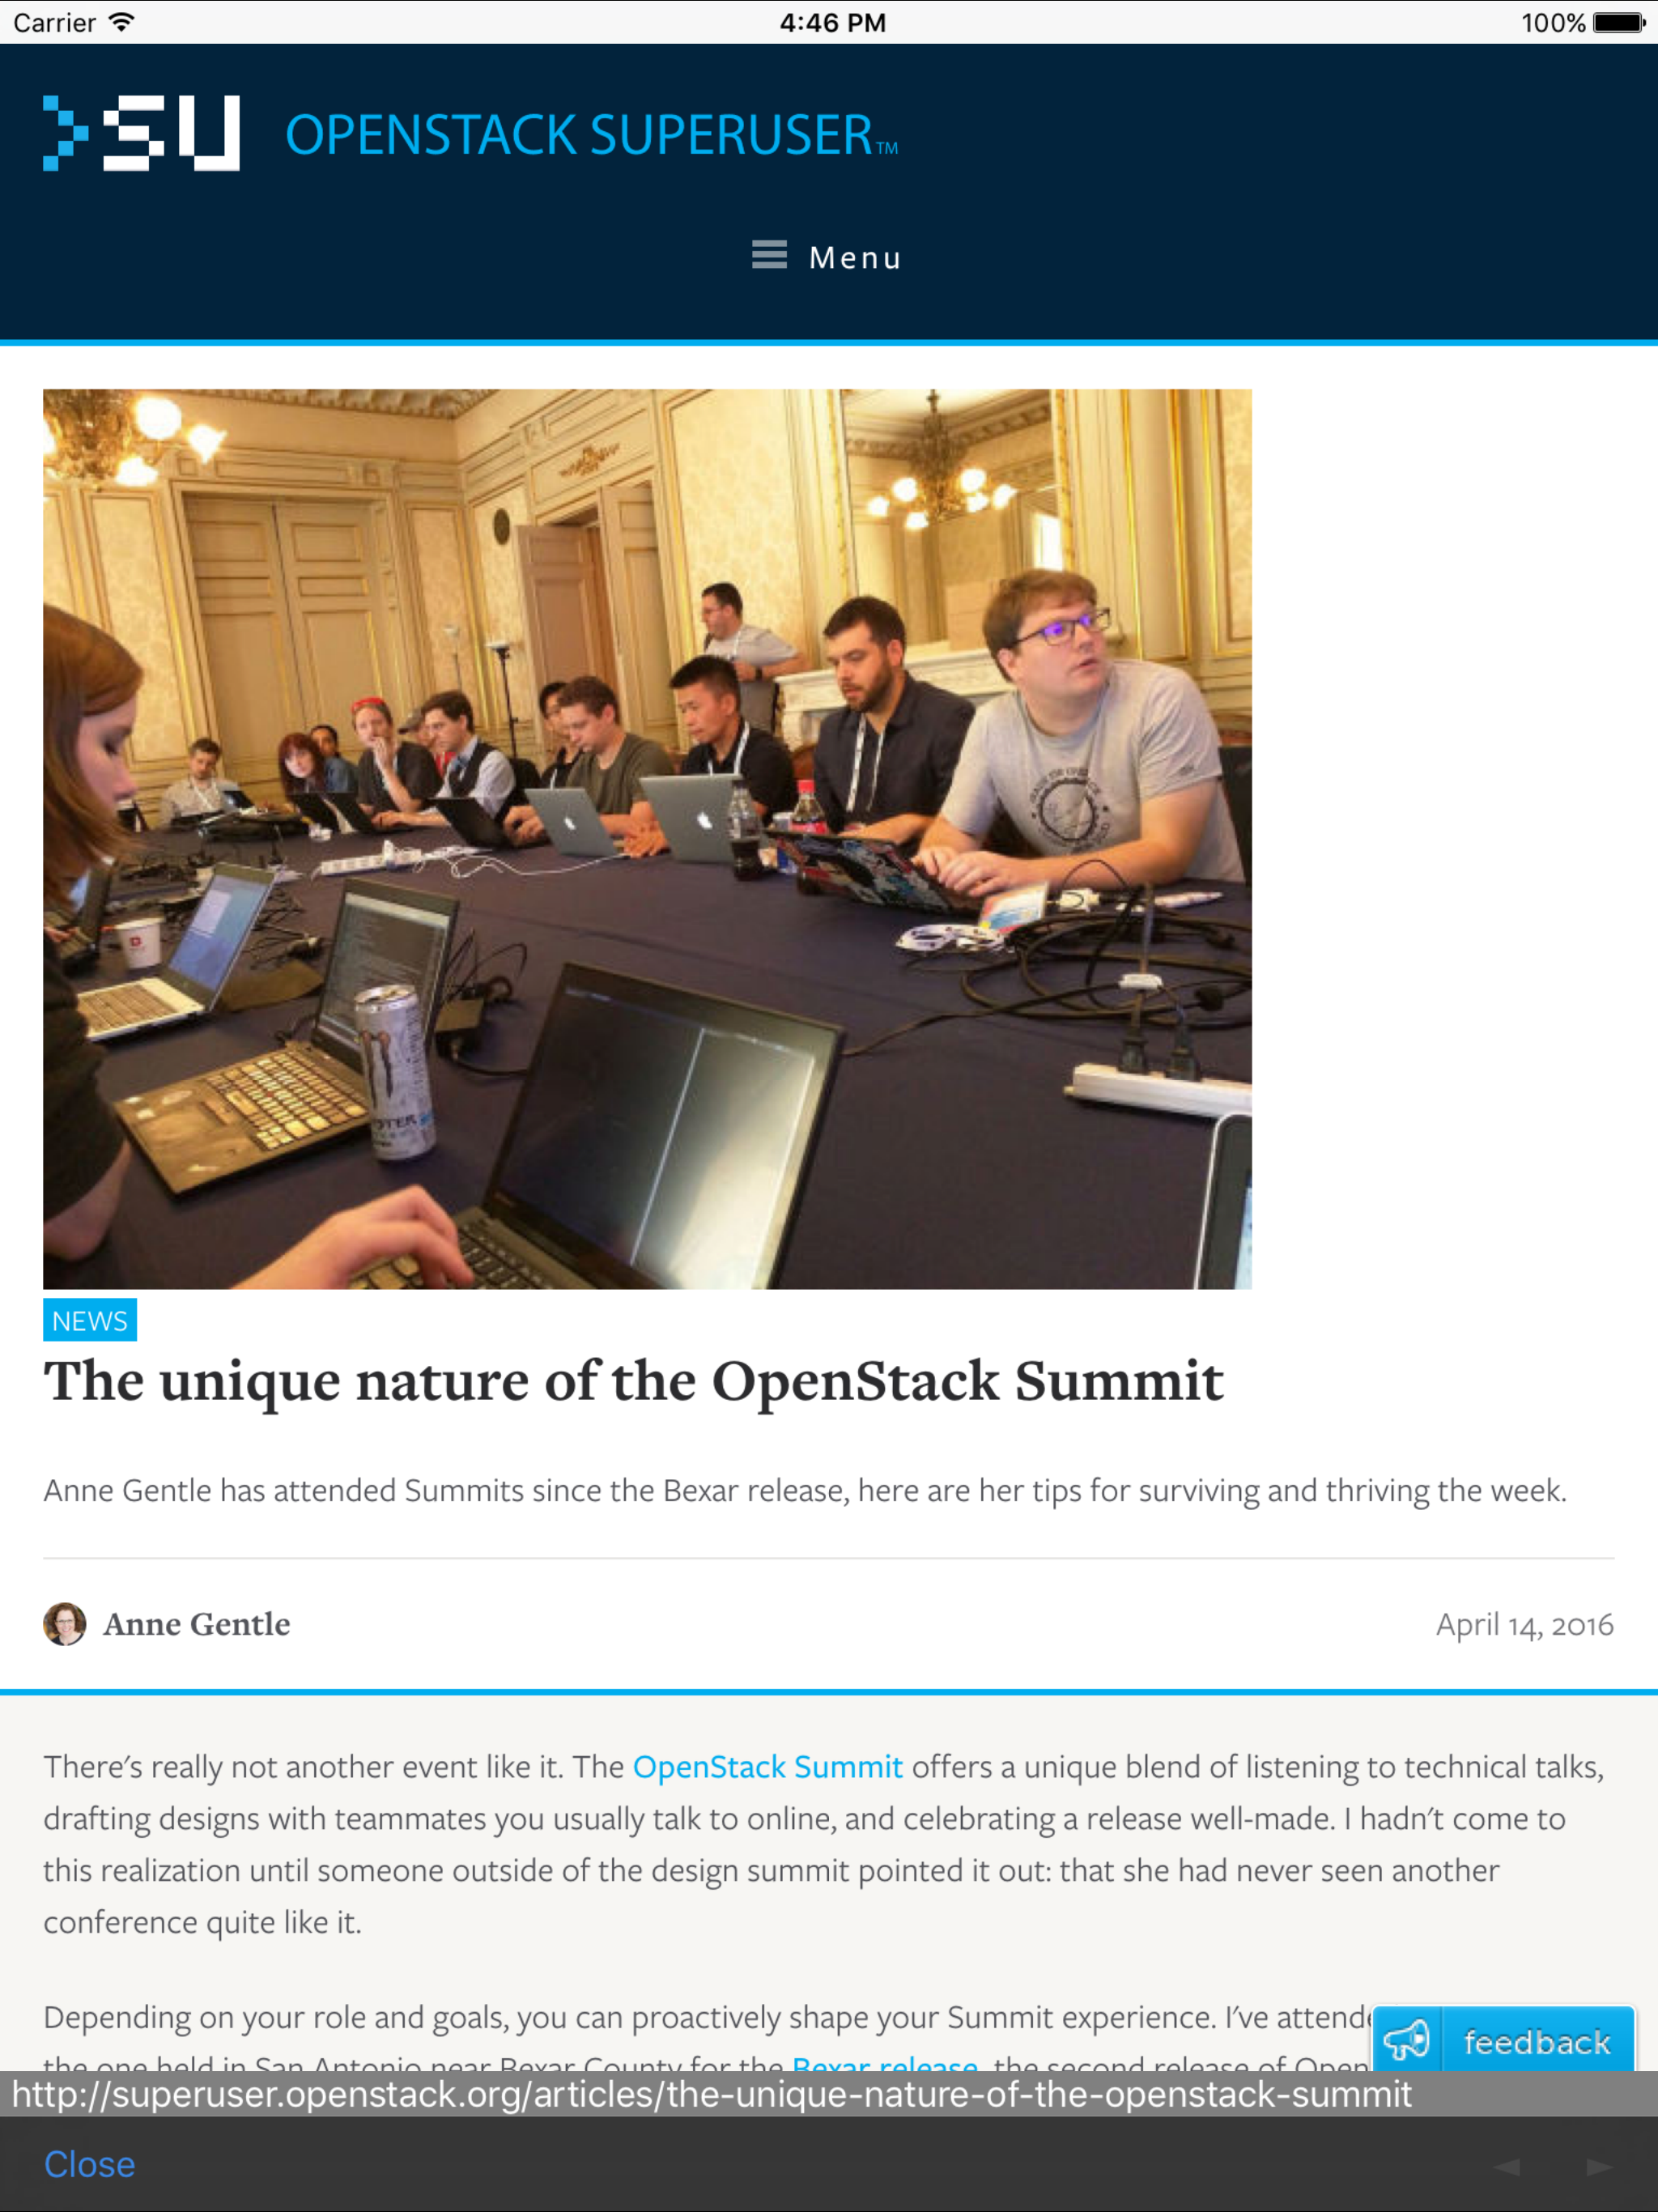 Carrier
4:46 PM
100%
SU OPENSTACK SUPERUSER™
Menu
NEWS
The unique nature of the OpenStack Summit
Anne Gentle has attended Summits since the Bexar release, here are her tips for surviving and thriving the week.
Anne Gentle
April 14, 2016
There's really not another event like it. The OpenStack Summit offers a unique blend of listening to technical talks,
drafting designs with teammates you usually talk to online, and celebrating a release well-made. I hadn't come to
this realization until someone outside of the design summit pointed it out: that she had never seen another
conference quite like it.
Depending on your role and goals, you can proactively shape your Summit experience. I've attende
the one held in San Antonio near Bexar County for the Bexar release, the second release of Open
feedback
http://superuser.openstack.org/articles/the-unique-nature-of-the-openstack-summit
Close